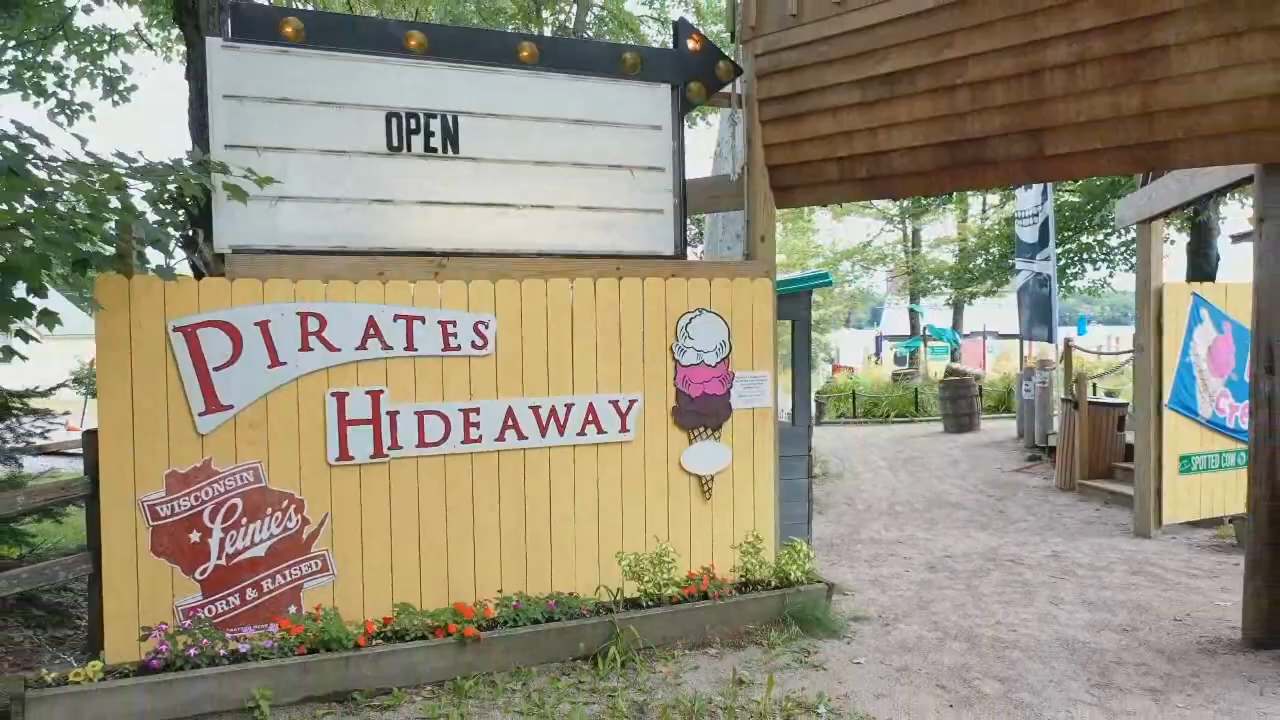 OPEN
PIRATES
HIDEAWAY
WISCONSIN
Leinie's
BORN & RAISED
SPOTTED COW